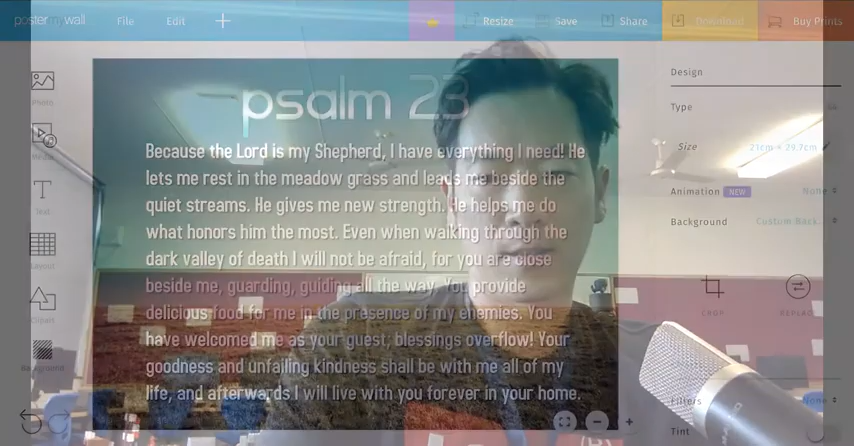 postermywall File Edit Resize Save Share Download Buy Prints
Design
Photo
psalm 23
Type
Media
Because the Lord is my Shepherd, I have everything I need! He
Size 21cm × 29.7cm
lets me rest in the meadow grass and leads me beside the
Text
Animation NEW None
quiet streams. He gives me new strength. He helps me do
Background Custom Back...
what honors him the most. Even when walking through the
Layout
dark valley of death I will not be afraid, for you are close
beside me, guarding, guiding all the way. You provide
Clipart
CROP REPLACE
delicious food for me in the presence of my enemies. You
have welcomed me as your guest; blessings overflow! Your
Background
goodness and unfailing kindness shall be with me all of my
life, and afterwards I will live with you forever in your home.
Filters None
Tint